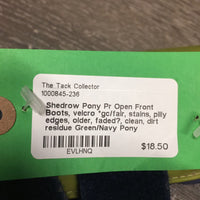 The Tack Collector
1000845-236
Shedrow Pony Pr Open Front
Boots, velcro *gc/fair, stains, pilly
edges, older, faded?, clean, dirt
residue Green/Navy Pony
EVLHNQ
$18.50